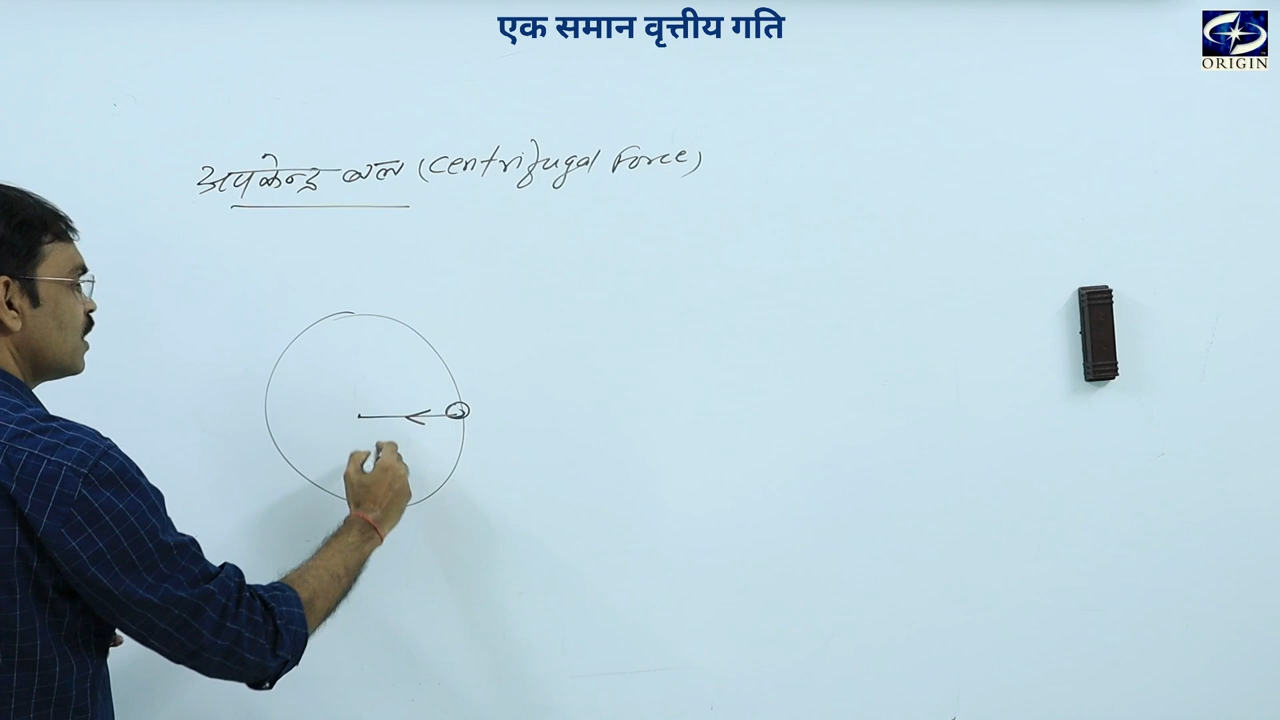 एक समान वृत्तीय गति
ORIGIN
अपकेन्द्र बल (Centrifugal Force)